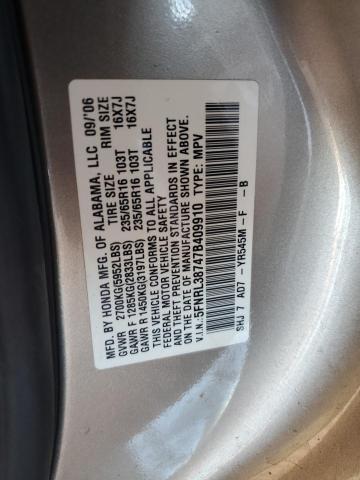 MFD BY HONDA MFG. OF ALABAMA, LLC 09/'06
TIRE SIZE RIM SIZE
GVWR 2700KG(5952LBS)
GAWR F 1285KG(2833LBS) 235/65R16 103T 16X7J
GAWR R 1450KG(3197LBS) 235/65R16 103T 16X7J
THIS VEHICLE CONFORMS TO ALL APPLICABLE
FEDERAL MOTOR VEHICLE SAFETY
AND THEFT PREVENTION STANDARDS IN EFFECT
ON THE DATE OF MANUFACTURE SHOWN ABOVE.
V.I.N.: 5FNRL38747B409910 TYPE: MPV
SHJ 7 AD7 -YR545M-F -B